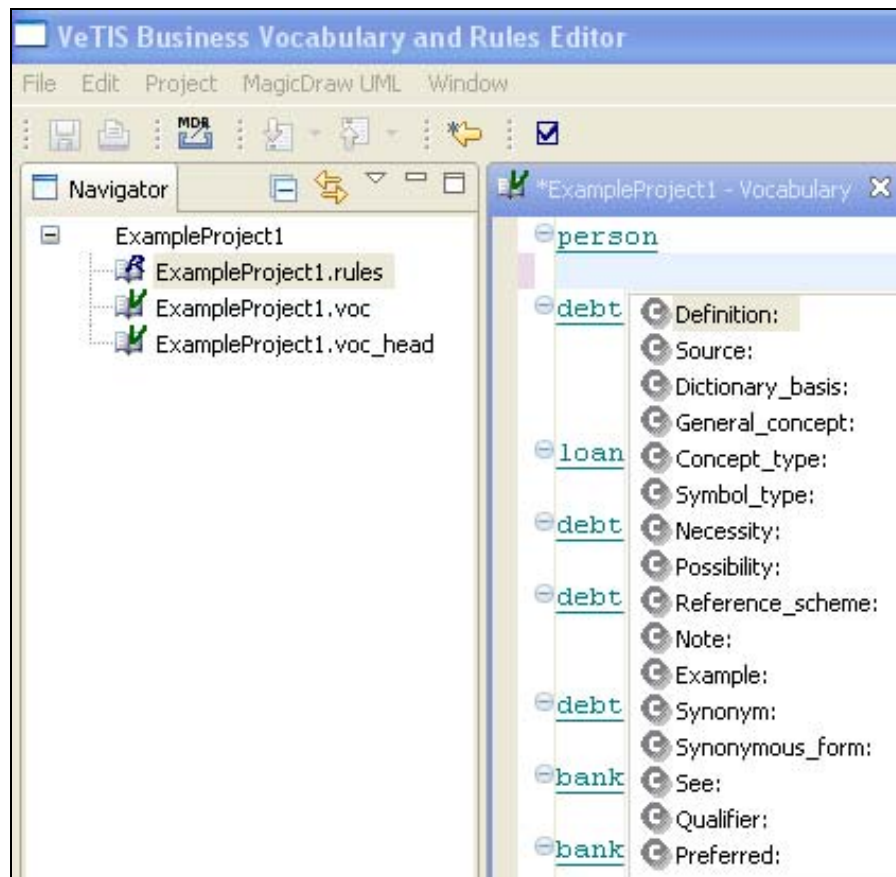 VeTIS Business Vocabulary and Rules Editor
File Edit Project MagicDraw UML Window
MDR
Navigator
*ExampleProject1 - Vocabulary
ExampleProject1
ExampleProject1.rules
ExampleProject1.voc
ExampleProject1.voc_head
person
debt
loan
debt
debt
debt
bank
bank
Definition:
Source:
Dictionary_basis:
General_concept:
Concept_type:
Symbol_type:
Necessity:
Possibility:
Reference_scheme:
Note:
Example:
Synonym:
Synonymous_form:
See:
Qualifier:
Preferred: